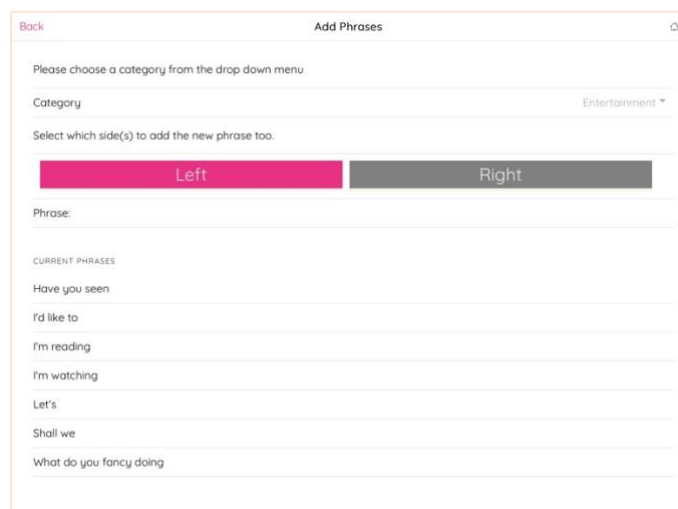 Back Add Phrases
Please choose a category from the drop down menu
Category Entertainment
Select which side(s) to add the new phrase too.
Left Right
Phrase:
CURRENT PHRASES
Have you seen
I'd like to
I'm reading
I'm watching
Let's
Shall we
What do you fancy doing